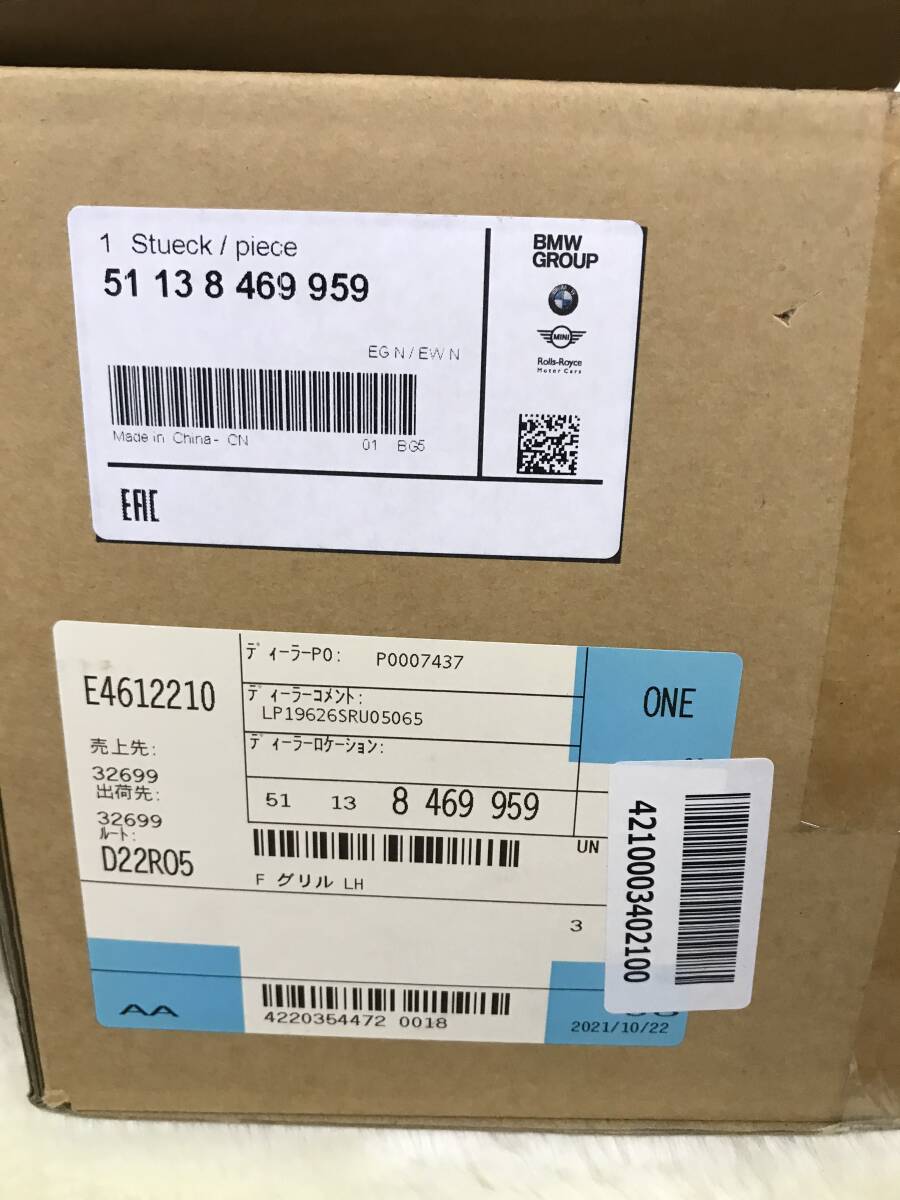 1 Stueck / piece
51 13 8 469 959
EG N / EW N
Made in China - CN
01 BG5
EAC
BMW
GROUP
MINI
Rolls-Royce
Motor Cars
E4612210
売上先:
32699
出荷先:
32699
ルート:
D22R05
ディーラーPO: P0007437
ディーラーコメント:
LP19626SRU05065
ディーラーロケーション:
51 13 8 469 959
F グリル LH
UN
3
ONE
4210003402100
AA
4220354472 0018
2021/10/22